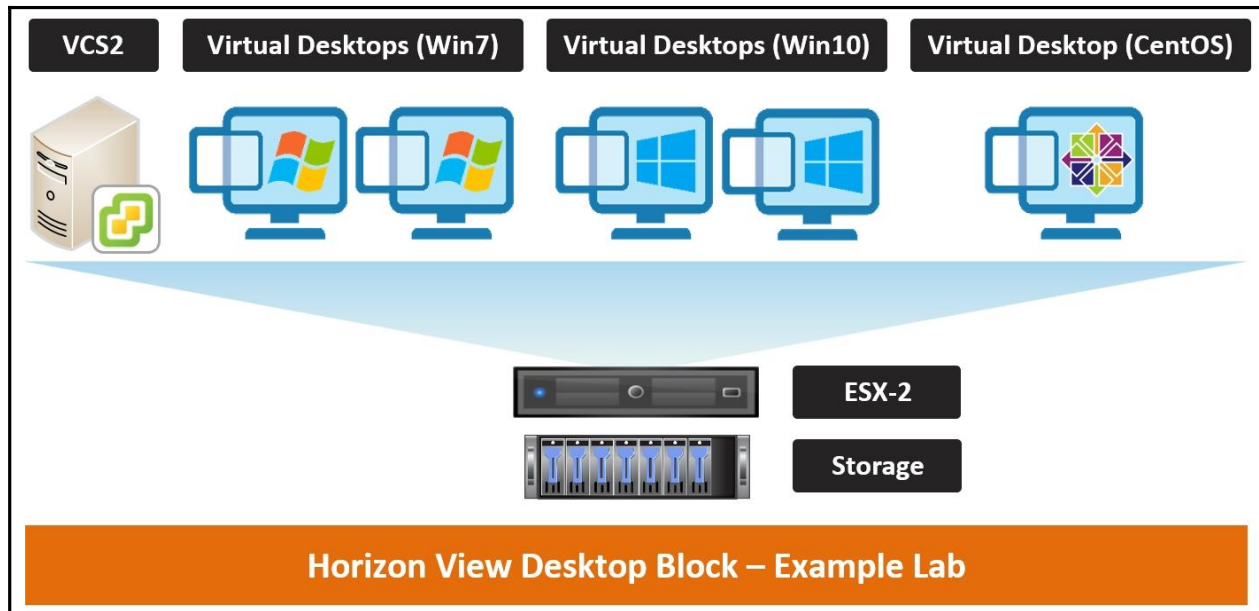 VCS2
Virtual Desktops (Win7)
Virtual Desktops (Win10)
Virtual Desktop (CentOS)
ESX-2
Storage
Horizon View Desktop Block – Example Lab